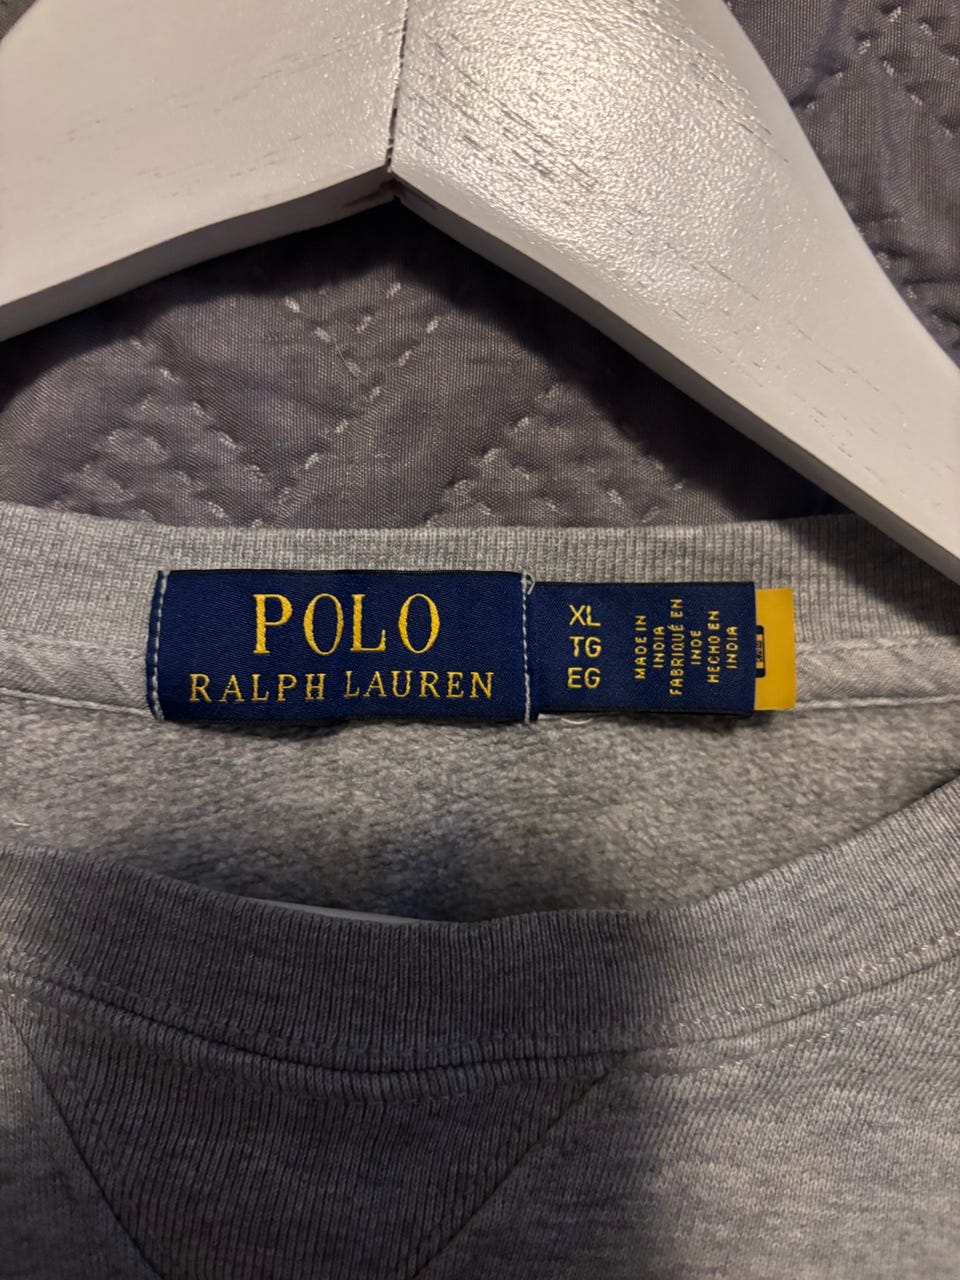 POLO
RALPH LAUREN
XL
TG
EG
MADE IN
INDIA
FABRIQUÉ EN
INDE
HECHO EN
INDIA